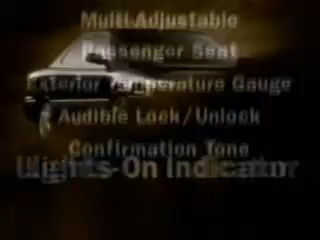 Multi-Adjustable
Passenger Seat
Exterior Temperature Gauge
Audible Lock/Unlock
Confirmation Tone
Lights-On Indicator